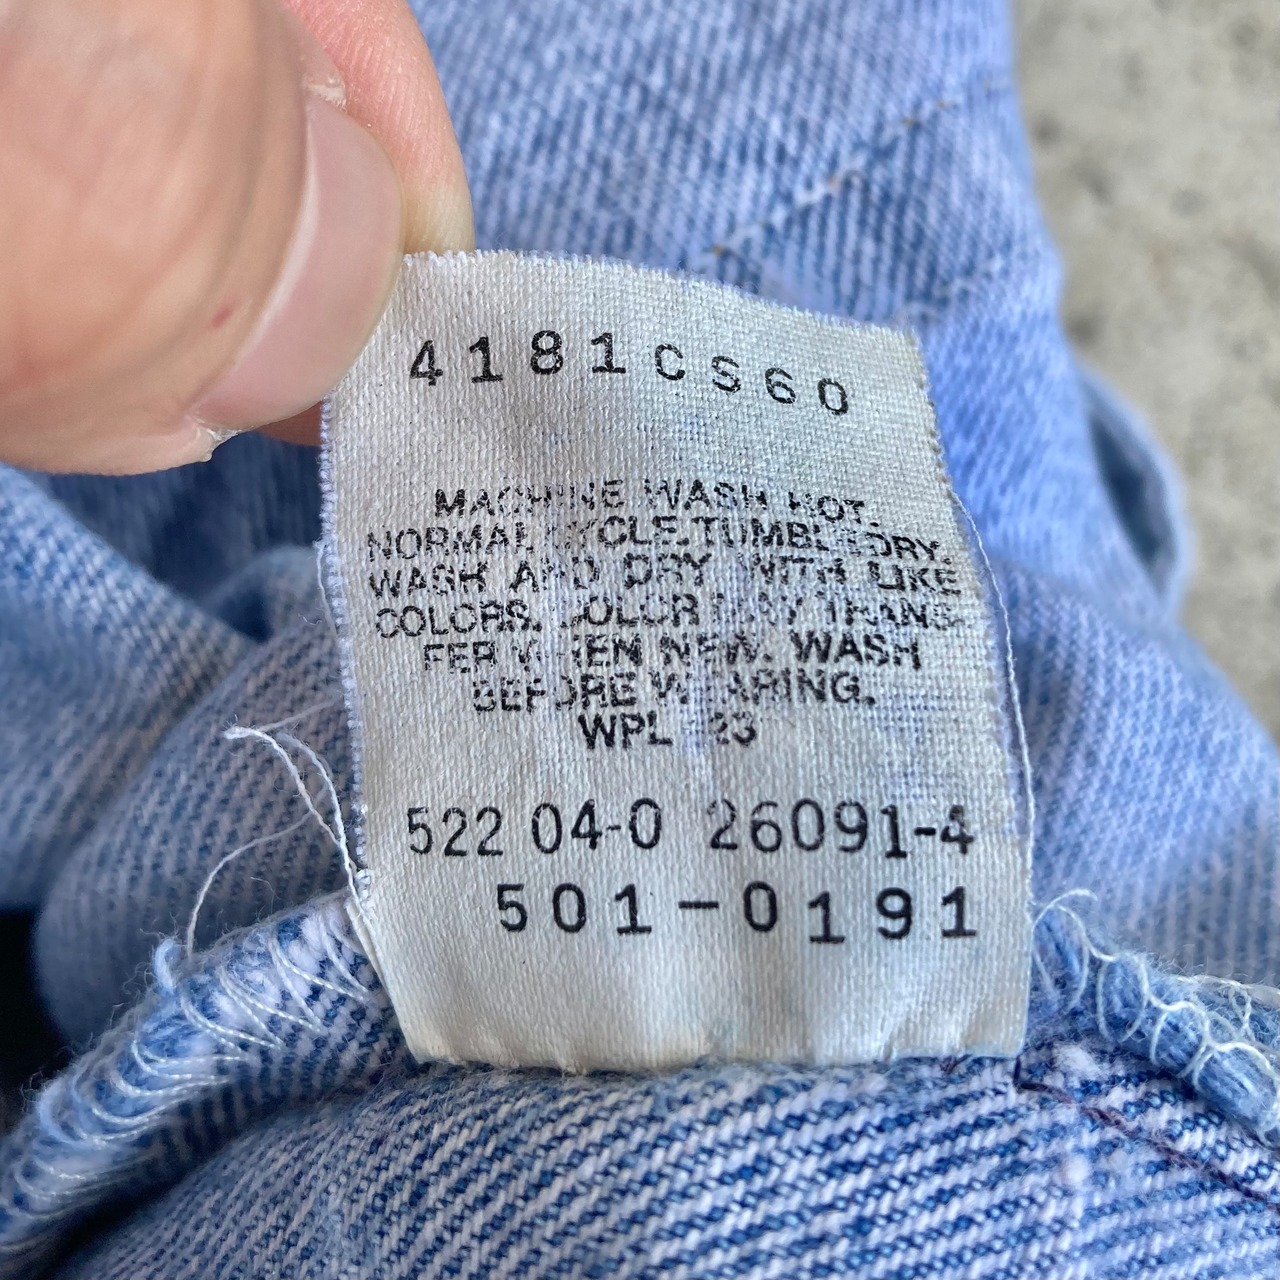 4181CS60
MACHINE WASH HOT.
NORMAL CYCLE.TUMBLE DRY.
WASH AND DRY WITH LIKE
COLORS. COLOR MAY TRANS-
FER WHEN NEW. WASH
BEFORE WEARING.
WPL 423
522 04-0 26091-4
501-0191